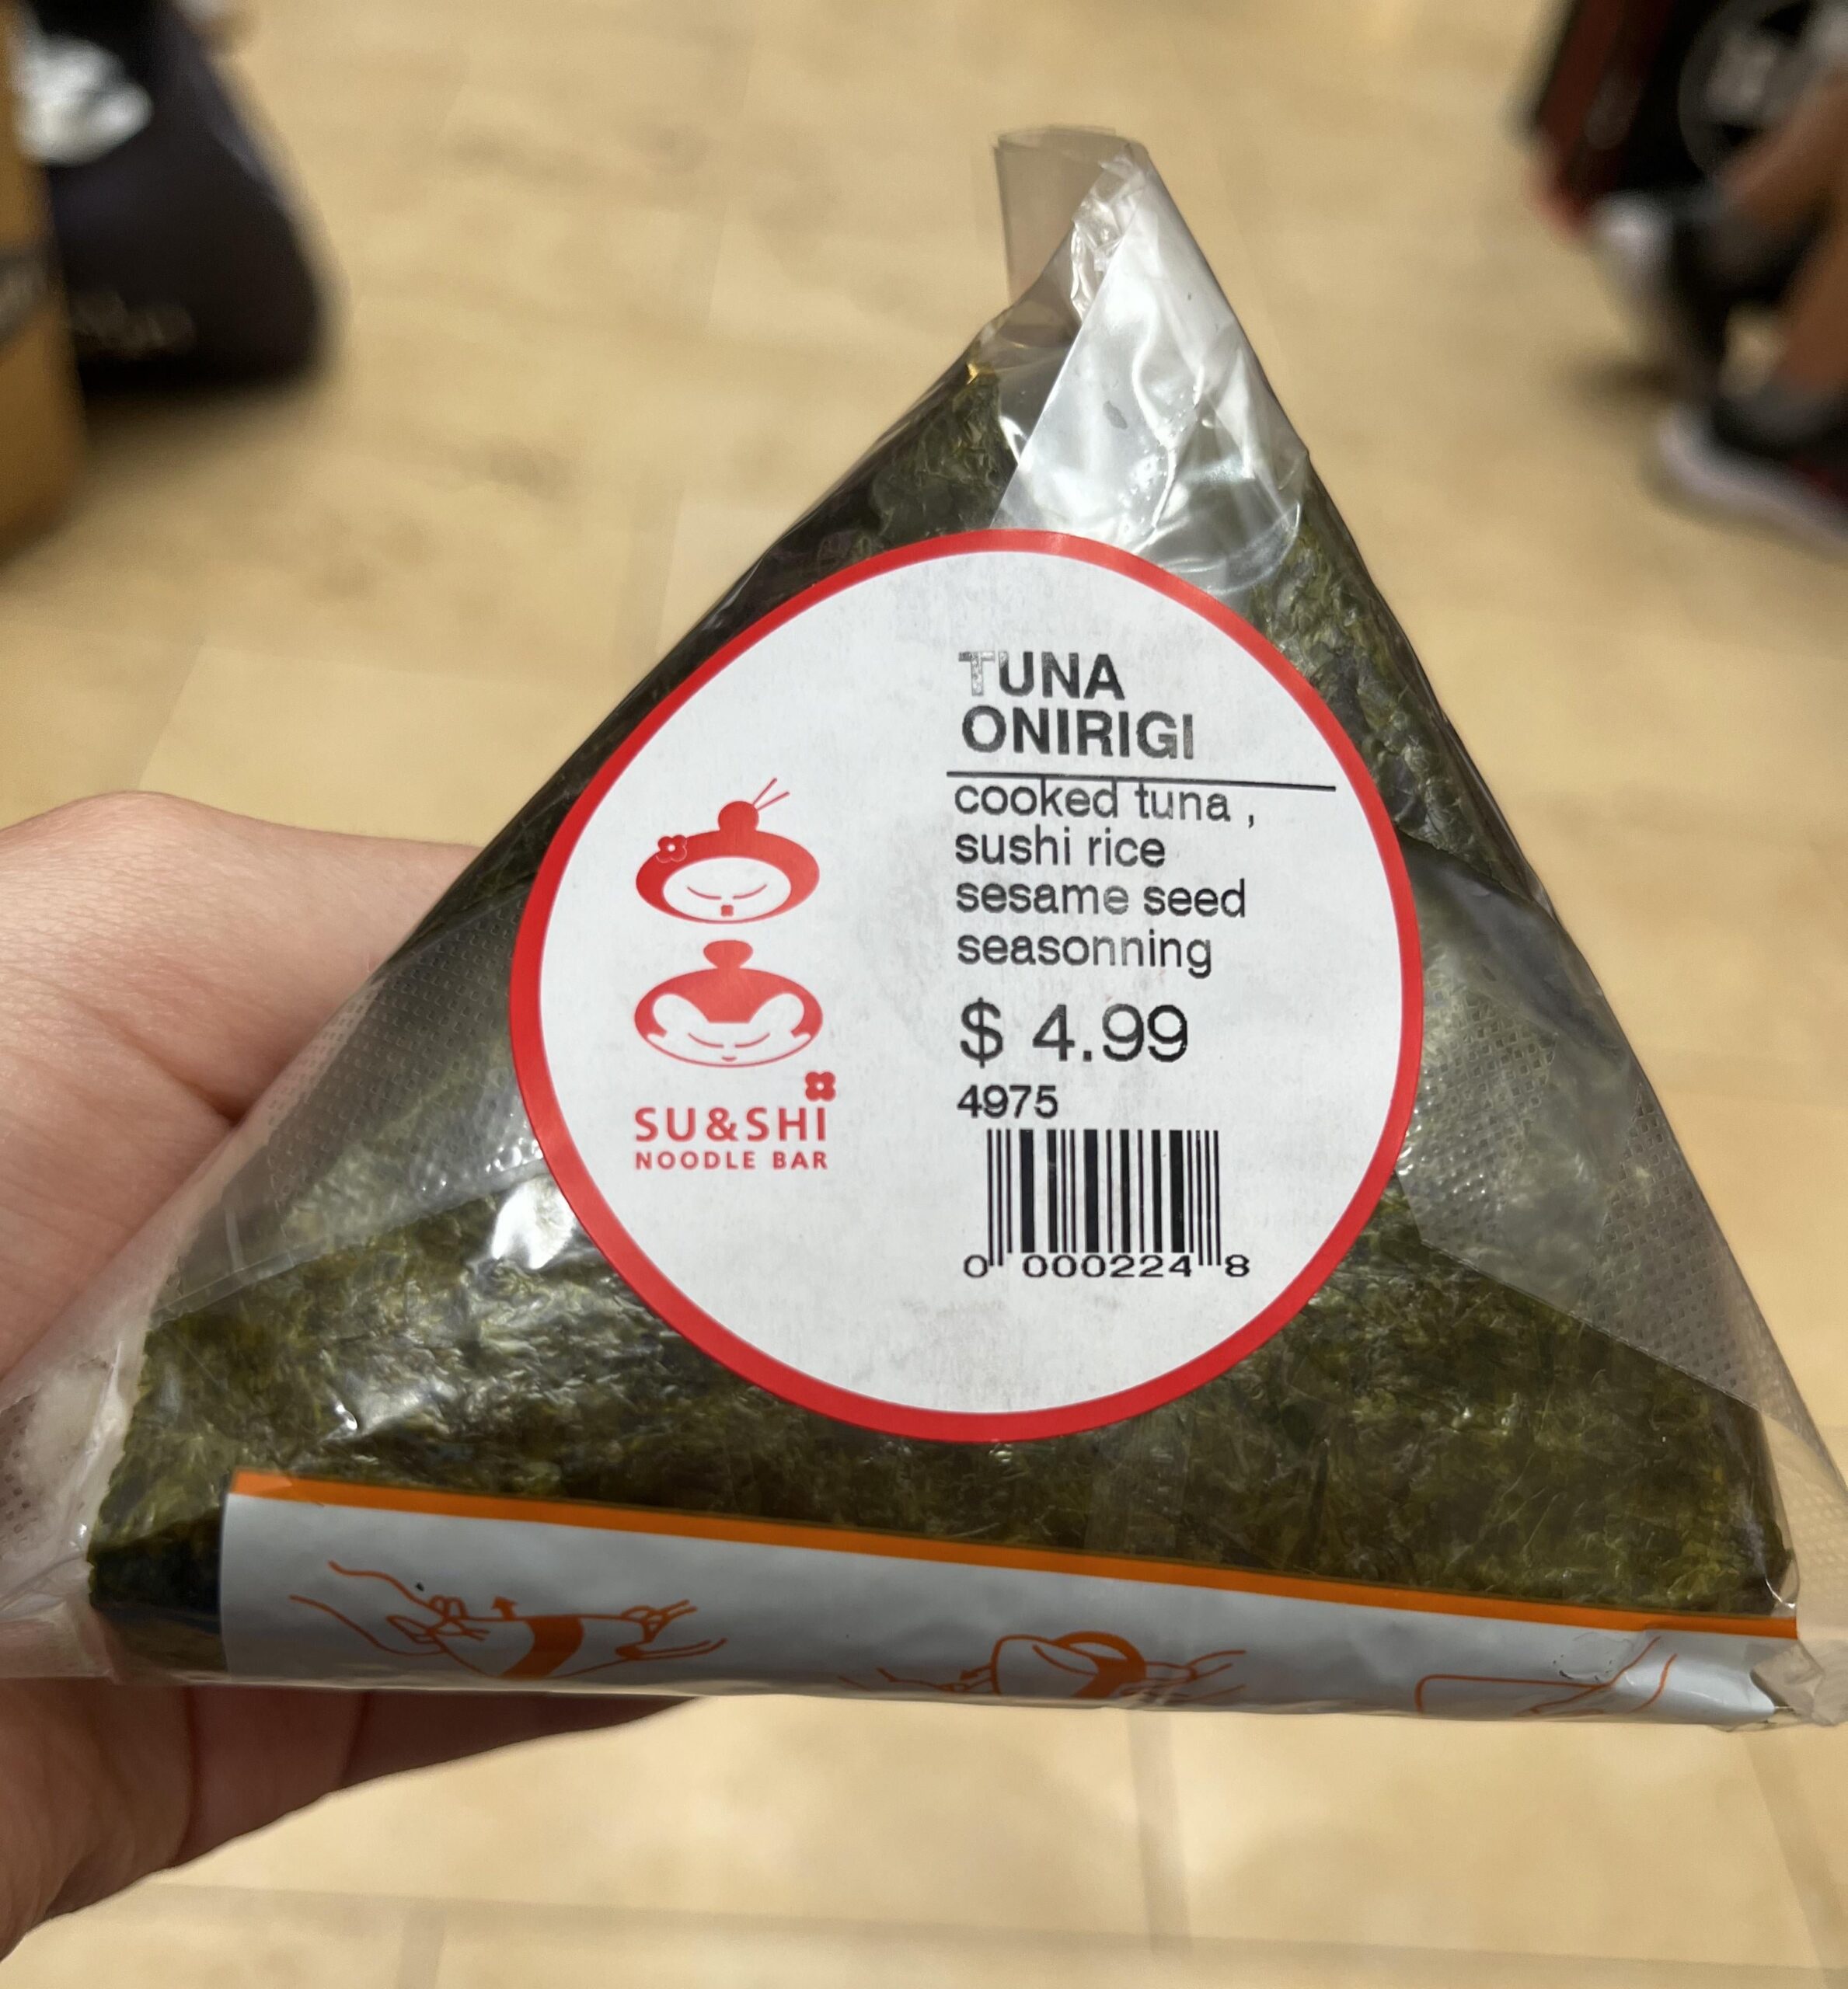 TUNA
ONIRIGI
cooked tuna ,
sushi rice
sesame seed
seasonning
$ 4.99
4975
0 000224 8
SU&SHI
NOODLE BAR